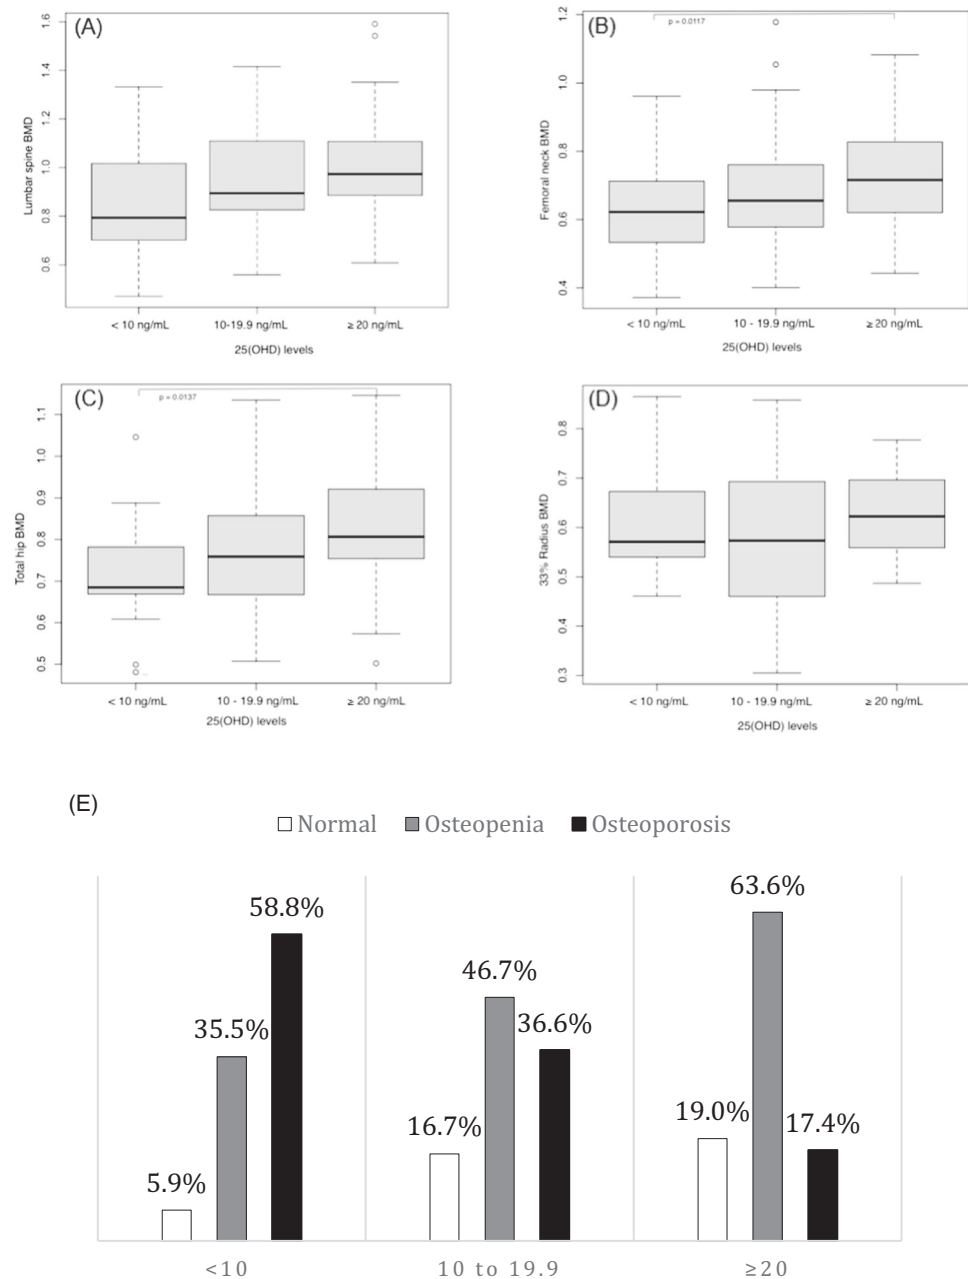 (A)
Lumbar spine BMD
1.6
1.4
1.2
1.0
0.8
0.6
< 10 ng/mL 10-19.9 ng/mL ≥ 20 ng/mL
25(OHD) levels
(B)
p = 0.0117
Femoral neck BMD
1.2
1.0
0.8
0.6
0.4
< 10 ng/mL 10 - 19.9 ng/mL ≥ 20 ng/mL
25(OHD) levels
(C)
p = 0.0137
Total hip BMD
1.1
1.0
0.9
0.8
0.7
0.6
0.5
< 10 ng/mL 10 - 19.9 ng/mL ≥ 20 ng/mL
25(OHD) levels
(D)
33% Radius BMD
0.8
0.7
0.6
0.5
0.4
0.3
< 10 ng/mL 10 - 19.9 ng/mL ≥ 20 ng/mL
25(OHD) levels
(E)
Normal Osteopenia Osteoporosis
5.9% 35.5% 58.8%
16.7% 46.7% 36.6%
19.0% 63.6% 17.4%
<10 10 to 19.9 ≥20